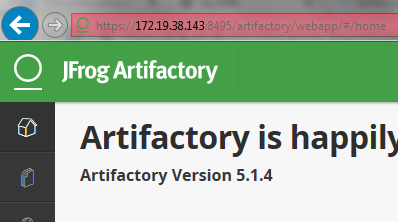 https://172.19.38.143:8495/artifactory/webapp/#/home
JFrog Artifactory
Artifactory is happily
Artifactory Version 5.1.4